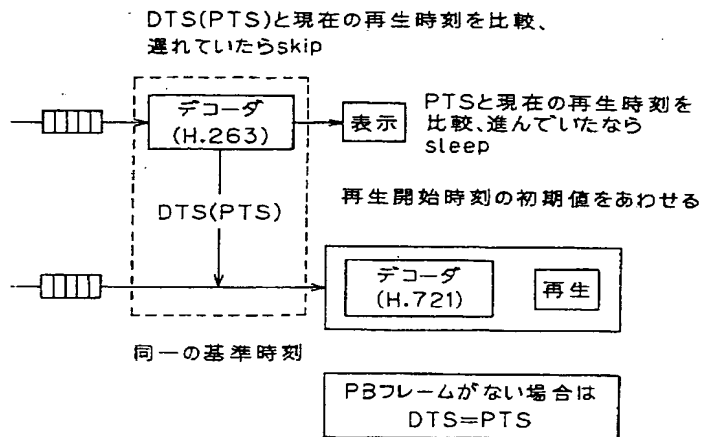 DTS(PTS)と現在の再生時刻を比較、
遅れていたらskip
デコーダ
(H.263)
表示
PTSと現在の再生時刻を
比較、進んでいたなら
sleep
DTS(PTS)
再生開始時刻の初期値をあわせる
デコーダ
(H.721)
再生
同一の基準時刻
PBフレームがない場合は
DTS=PTS